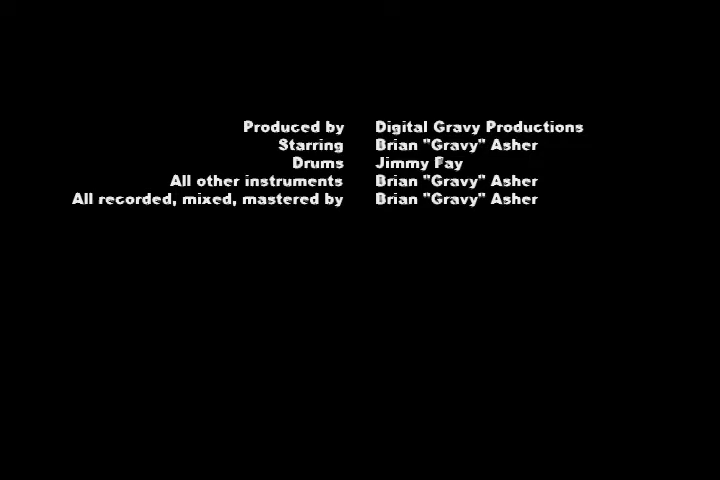 Produced by Digital Gravy Productions
Starring Brian "Gravy" Asher
Drums Jimmy Fay
All other instruments Brian "Gravy" Asher
All recorded, mixed, mastered by Brian "Gravy" Asher